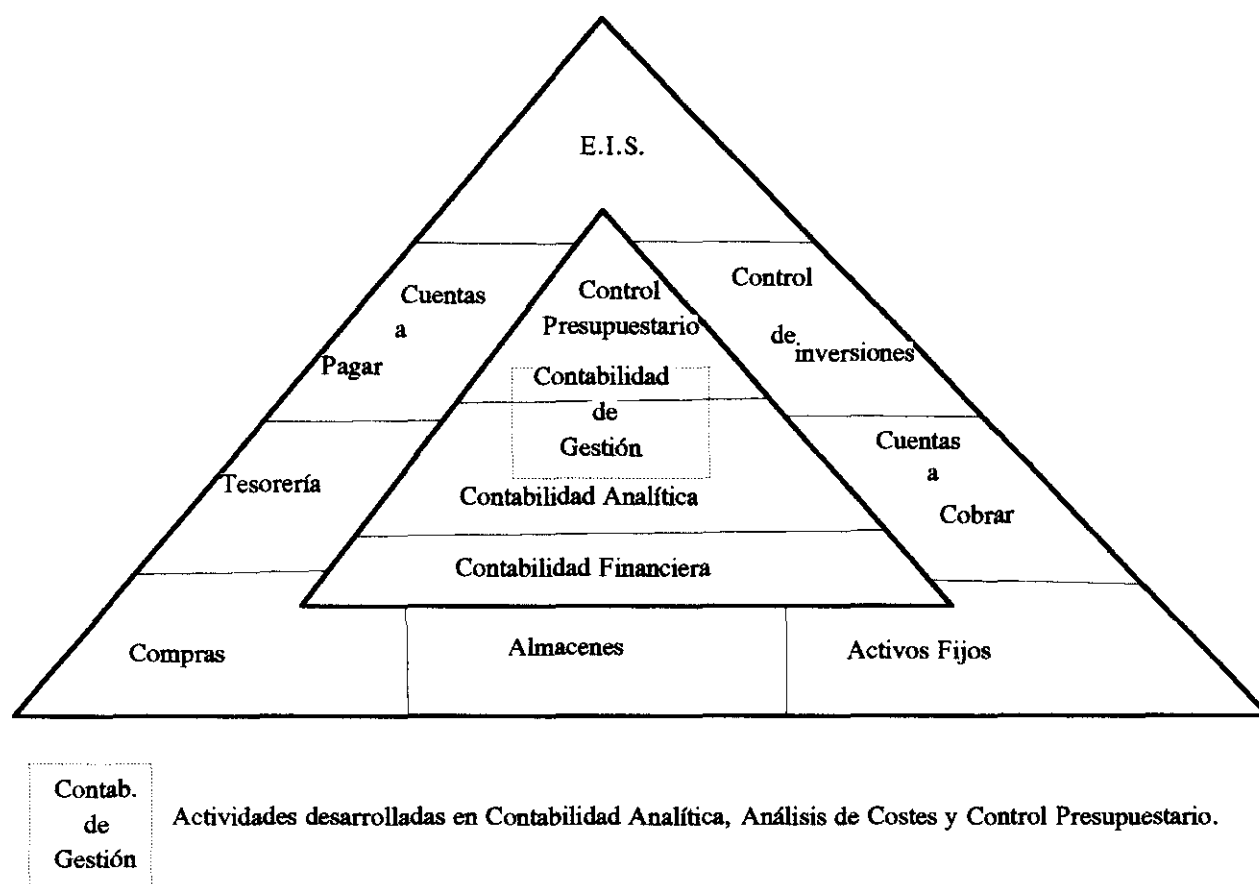 E.I.S.
Cuentas
a
Pagar
Control
Presupuestario
Control
de
inversiones
Contabilidad
de
Gestión
Tesorería
Cuentas
a
Cobrar
Contabilidad Analítica
Contabilidad Financiera
Compras
Almacenes
Activos Fijos
Contab.
de
Gestión
Actividades desarrolladas en Contabilidad Analítica, Análisis de Costes y Control Presupuestario.